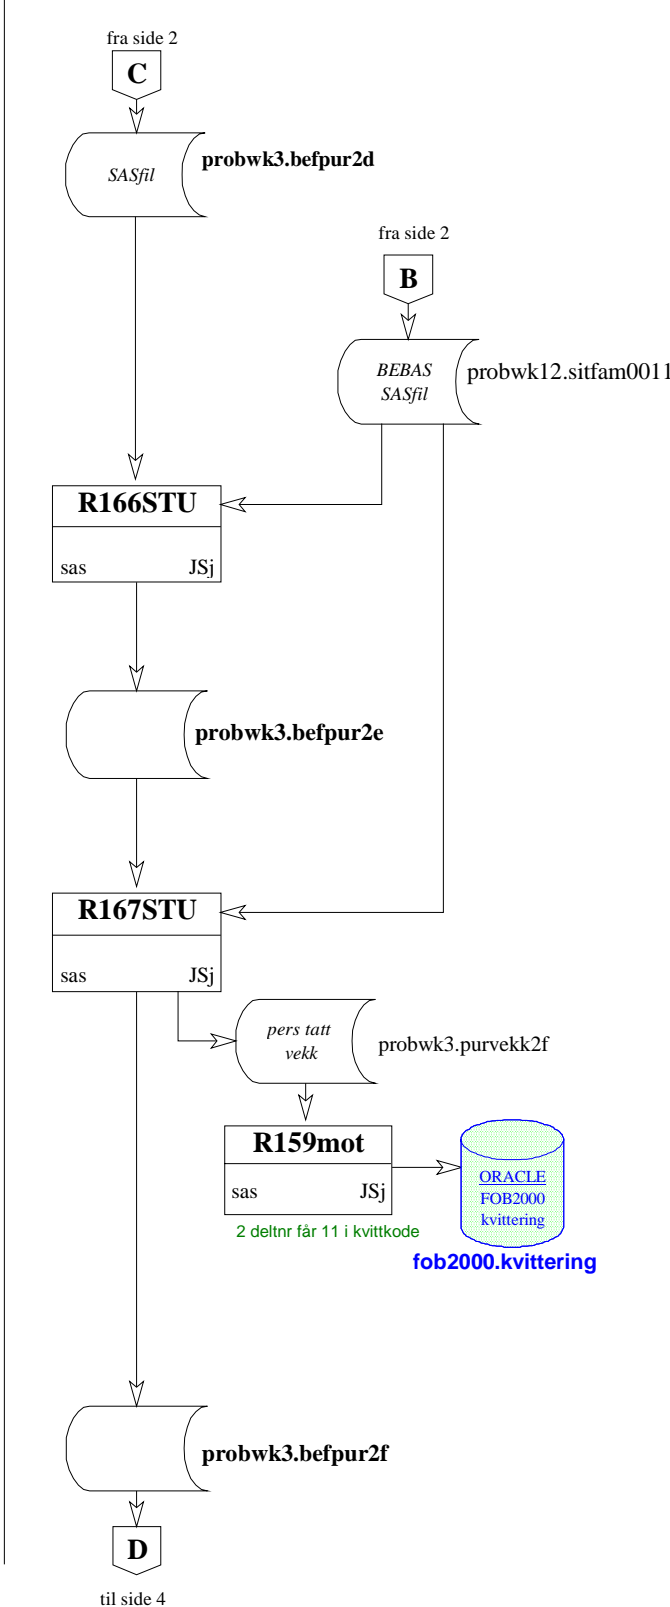 fra side 2
C
SASfil
probwk3.befpur2d
fra side 2
B
BEBAS
SASfil
probwk12.sitfam0011
R166STU
sas JSj
probwk3.befpur2e
R167STU
sas JSj
pers tatt
vekk
probwk3.purvekk2f
R159mot
sas JSj
2 deltnr får 11 i kvittkode
ORACLE
FOB2000
kvittering
fob2000.kvittering
probwk3.befpur2f
D
til side 4